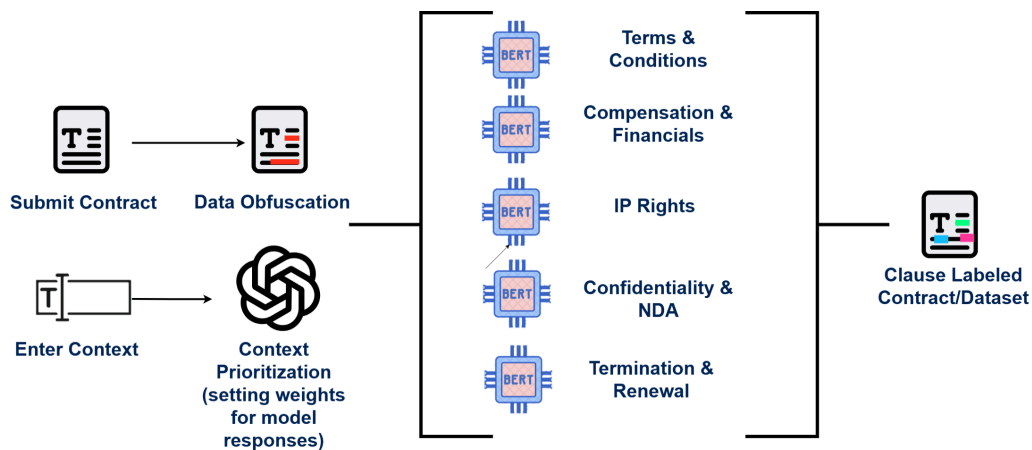 Submit Contract
Data Obfuscation
Enter Context
Context
Prioritization
(setting weights
for model
responses)
BERT
Terms &
Conditions
BERT
Compensation &
Financials
BERT
IP Rights
BERT
Confidentiality &
NDA
BERT
Termination &
Renewal
Clause Labeled
Contract/Dataset
T
T
T
T